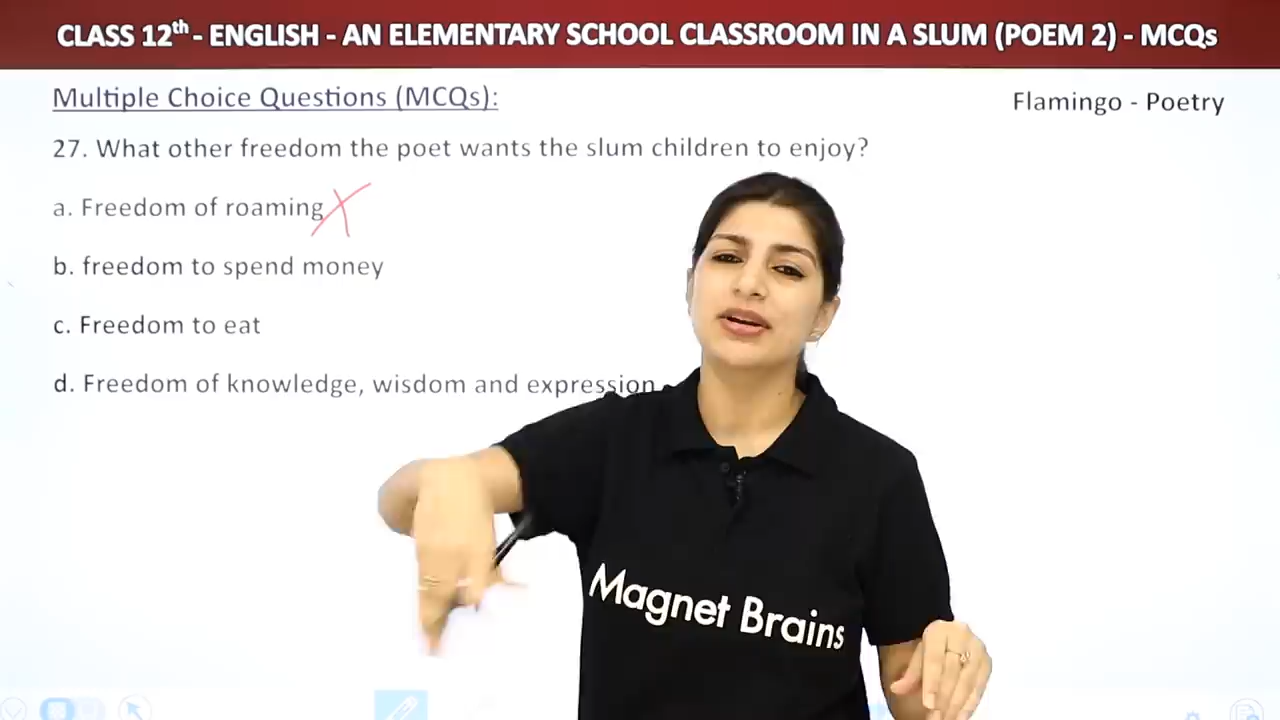 CLASS 12th - ENGLISH - AN ELEMENTARY SCHOOL CLASSROOM IN A SLUM (POEM 2) - MCQs
Multiple Choice Questions (MCQs):
Flamingo - Poetry
27. What other freedom the poet wants the slum children to enjoy?
a. Freedom of roaming
b. freedom to spend money
c. Freedom to eat
d. Freedom of knowledge, wisdom and expression
Magnet Brains